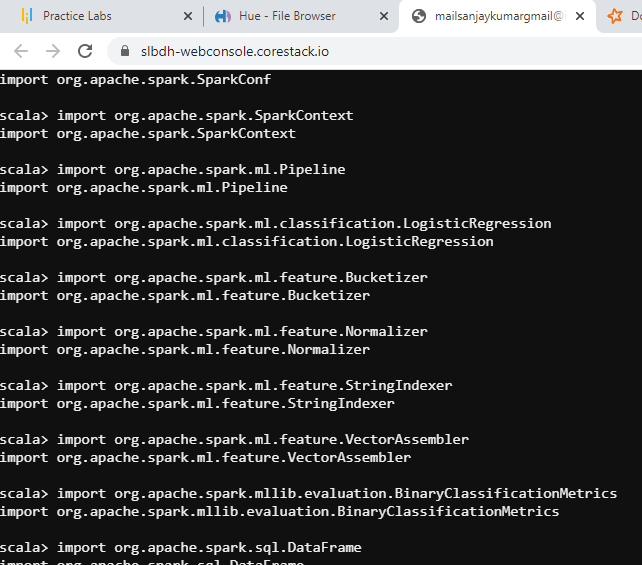 Practice Labs
Hue - File Browser
mailsanjaykumargmail@
Do
slbdh-webconsole.corestack.io
import org.apache.spark.SparkConf
scala> import org.apache.spark.SparkContext
import org.apache.spark.SparkContext
scala> import org.apache.spark.ml.Pipeline
import org.apache.spark.ml.Pipeline
scala> import org.apache.spark.ml.classification.LogisticRegression
import org.apache.spark.ml.classification.LogisticRegression
scala> import org.apache.spark.ml.feature.Bucketizer
import org.apache.spark.ml.feature.Bucketizer
scala> import org.apache.spark.ml.feature.Normalizer
import org.apache.spark.ml.feature.Normalizer
scala> import org.apache.spark.ml.feature.StringIndexer
import org.apache.spark.ml.feature.StringIndexer
scala> import org.apache.spark.ml.feature.VectorAssembler
import org.apache.spark.ml.feature.VectorAssembler
scala> import org.apache.spark.mllib.evaluation.BinaryClassificationMetrics
import org.apache.spark.mllib.evaluation.BinaryClassificationMetrics
scala> import org.apache.spark.sql.DataFrame
import org.apache.spark.sql.DataFrame